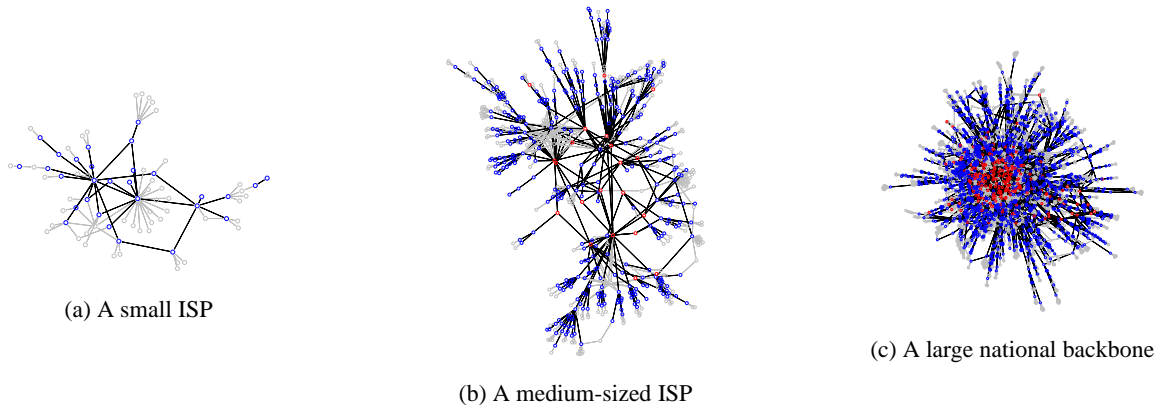 (a) A small ISP
(b) A medium-sized ISP
(c) A large national backbone